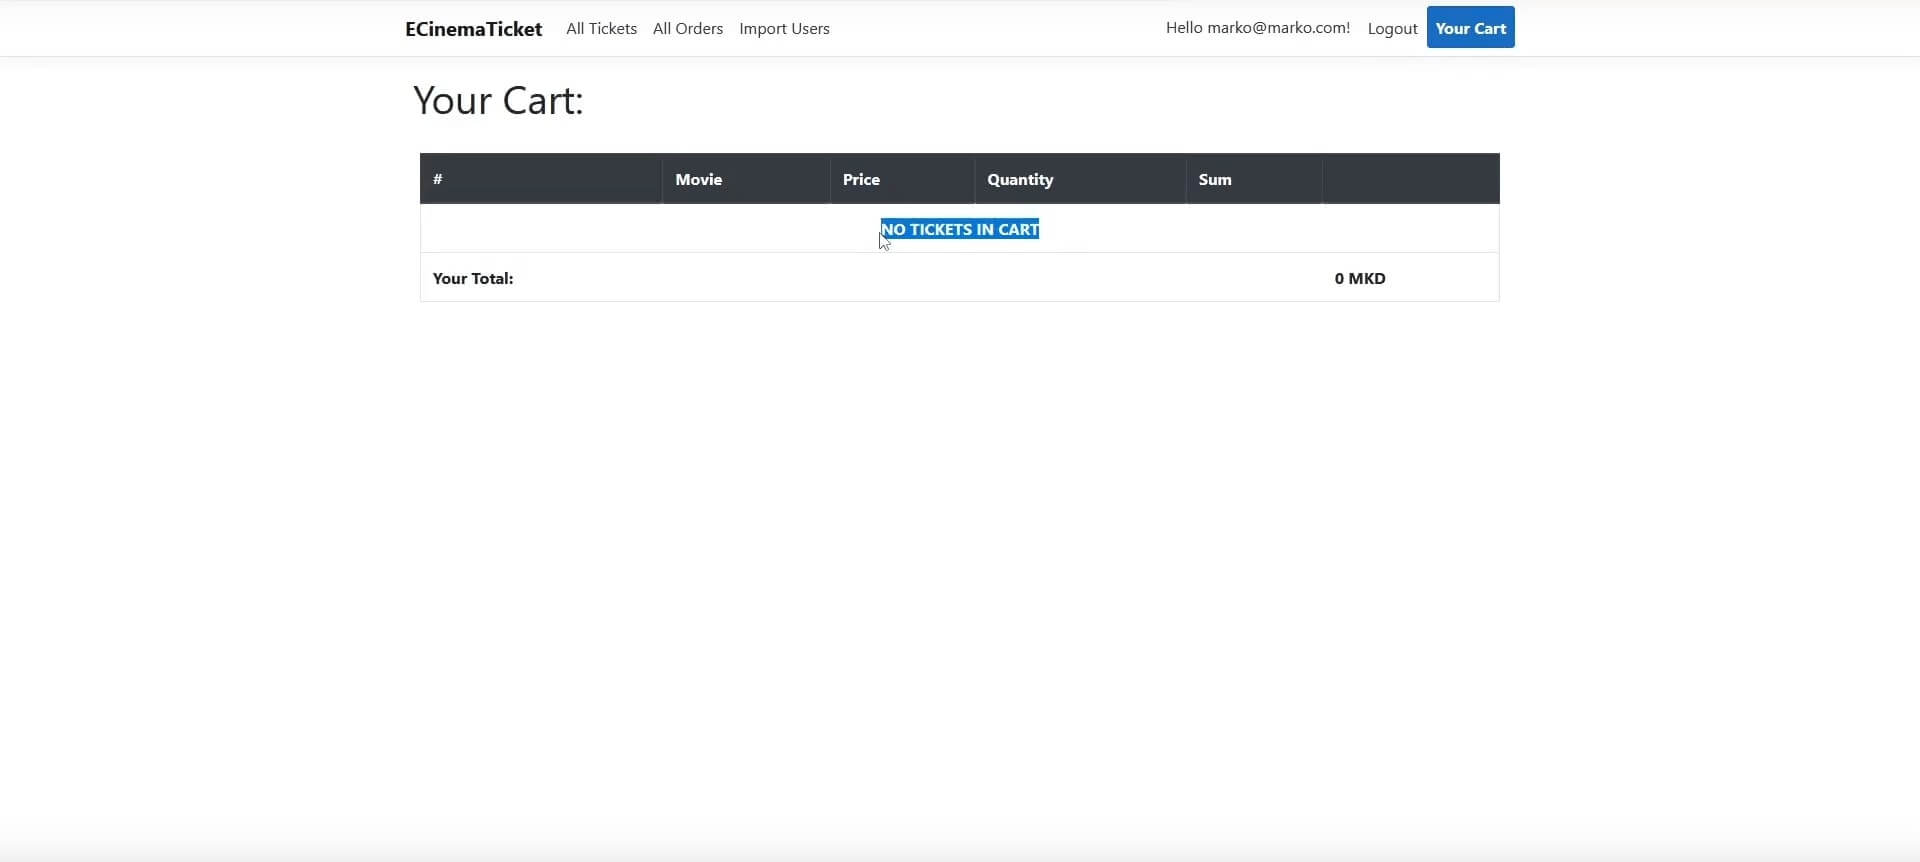 ECinemaTicket All Tickets All Orders Import Users Hello marko@marko.com! Logout Your Cart
Your Cart:
# Movie Price Quantity Sum
NO TICKETS IN CART
Your Total: 0 MKD